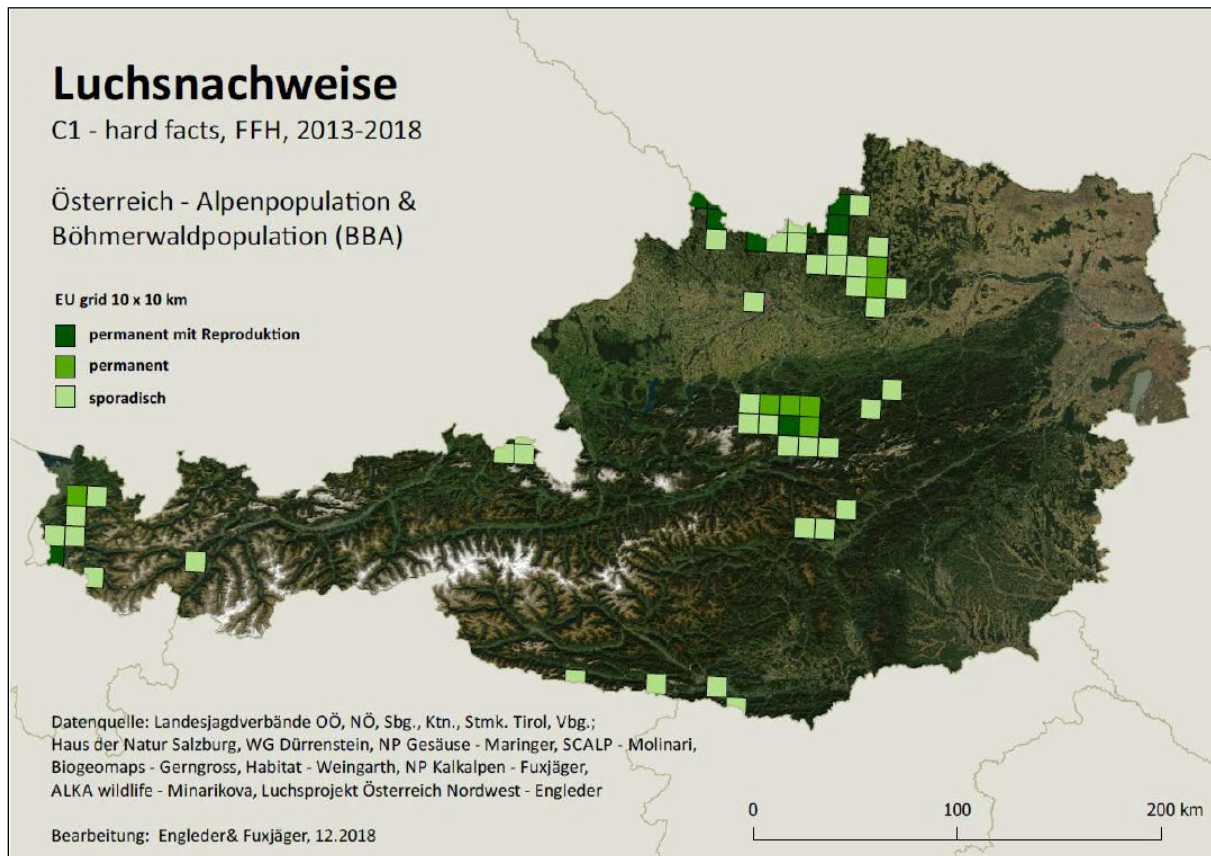 Luchsnachweise
C1 - hard facts, FFH, 2013-2018
Österreich - Alpenpopulation &
Böhmerwaldpopulation (BBA)
EU grid 10 x 10 km
permanent mit Reproduktion
permanent
sporadisch
Datenquelle: Landesjagdverbände OÖ, NÖ, Sbg., Ktn., Stmk. Tirol, Vbg.;
Haus der Natur Salzburg, WG Dürrenstein, NP Gesäuse - Maringer, SCALP - Molinari,
Biogeomaps - Gerngross, Habitat - Weingarth, NP Kalkalpen - Fuxjäger,
ALKA wildlife - Minarikova, Luchsprojekt Österreich Nordwest - Engleder
Bearbeitung: Engleder& Fuxjäger, 12.2018
0 100 200 km